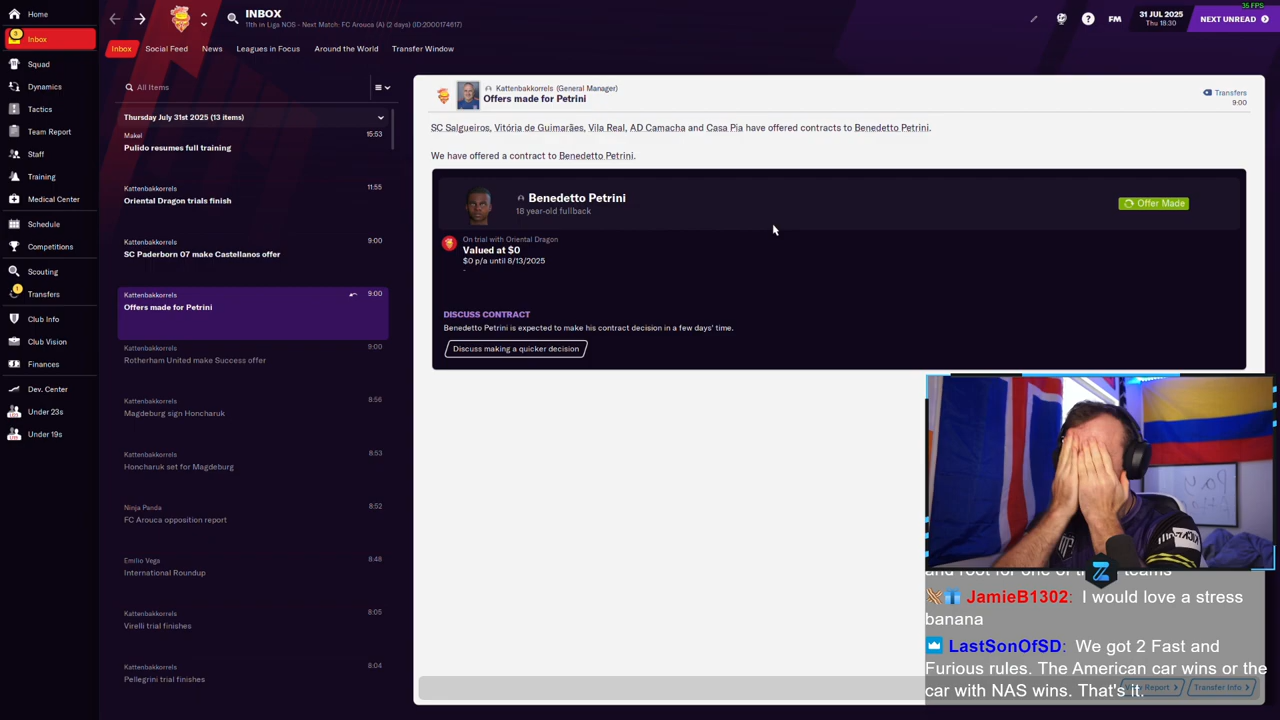 36 FPS
INBOX
11th in Liga NOS - Next Match: FC Arouca (A) (2 days) (ID:2000174617)
FM
31 JUL 2025
Thu 18:30
NEXT UNREAD
Home
3
Inbox
Squad
Dynamics
Tactics
Team Report
Staff
Training
Medical Center
Schedule
Competitions
Scouting
Transfers
Club Info
Club Vision
Finances
Dev. Center
Under 23s
Under 19s
Inbox
Social Feed
News
Leagues in Focus
Around the World
Transfer Window
All Items
Thursday July 31st 2025 (13 items)
Makel 15:53
Pulido resumes full training
Kattenbakkorrels 11:55
Oriental Dragon trials finish
Kattenbakkorrels 9:00
SC Paderborn 07 make Castellanos offer
Kattenbakkorrels 9:00
Offers made for Petrini
Kattenbakkorrels 9:00
Rotherham United make Success offer
Kattenbakkorrels 8:56
Magdeburg sign Honcharuk
Kattenbakkorrels 8:53
Honcharuk set for Magdeburg
Ninja Panda 8:52
FC Arouca opposition report
Emilio Vega 8:48
International Roundup
Kattenbakkorrels 8:05
Virelli trial finishes
Kattenbakkorrels 8:04
Pellegrini trial finishes
Kattenbakkorrels (General Manager)
Offers made for Petrini
Transfers
9:00
SC Salgueiros, Vitória de Guimarães, Vila Real, AD Camacha and Casa Pia have offered contracts to Benedetto Petrini.
We have offered a contract to Benedetto Petrini.
Benedetto Petrini
18 year-old fullback
Offer Made
On trial with Oriental Dragon
Valued at $0
$0 p/a until 8/13/2025
-
DISCUSS CONTRACT
Benedetto Petrini is expected to make his contract decision in a few days' time.
Discuss making a quicker decision
JamieB1302: I would love a stress
banana
LastSonOfSD: We got 2 Fast and
Furious rules. The American car wins or the
car with NAS wins. That's it.
Report
Transfer Info